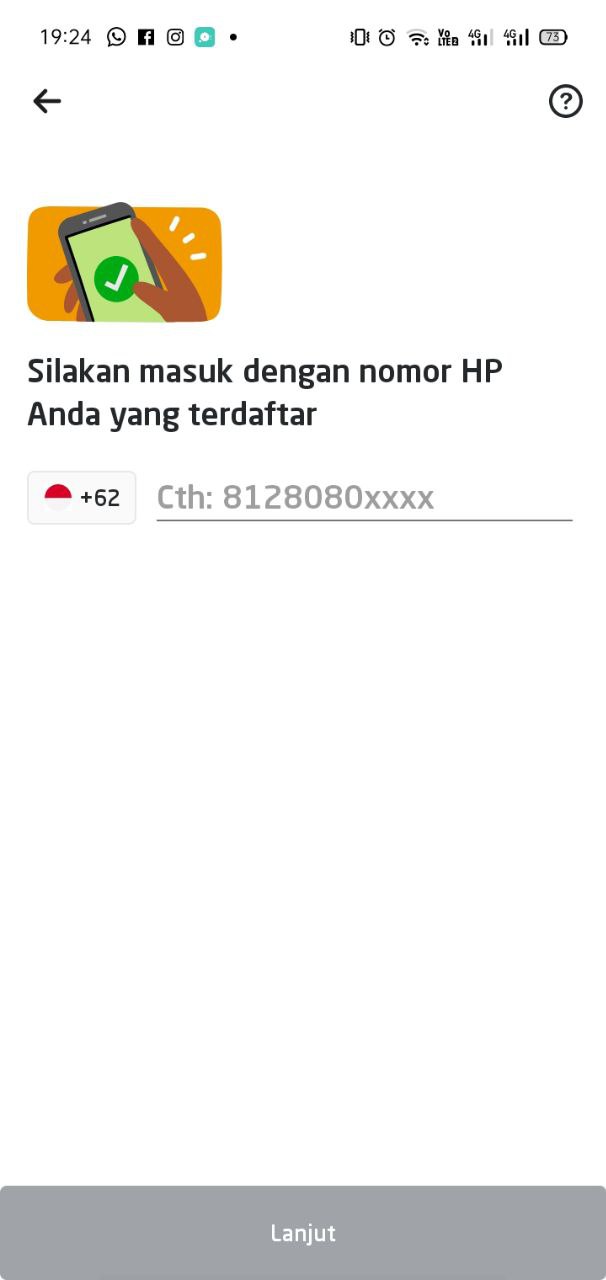 19:24 Vo LTE2 4G 4G 73
?
Silakan masuk dengan nomor HP
Anda yang terdaftar
+62 Cth: 8128080xxxx
Lanjut